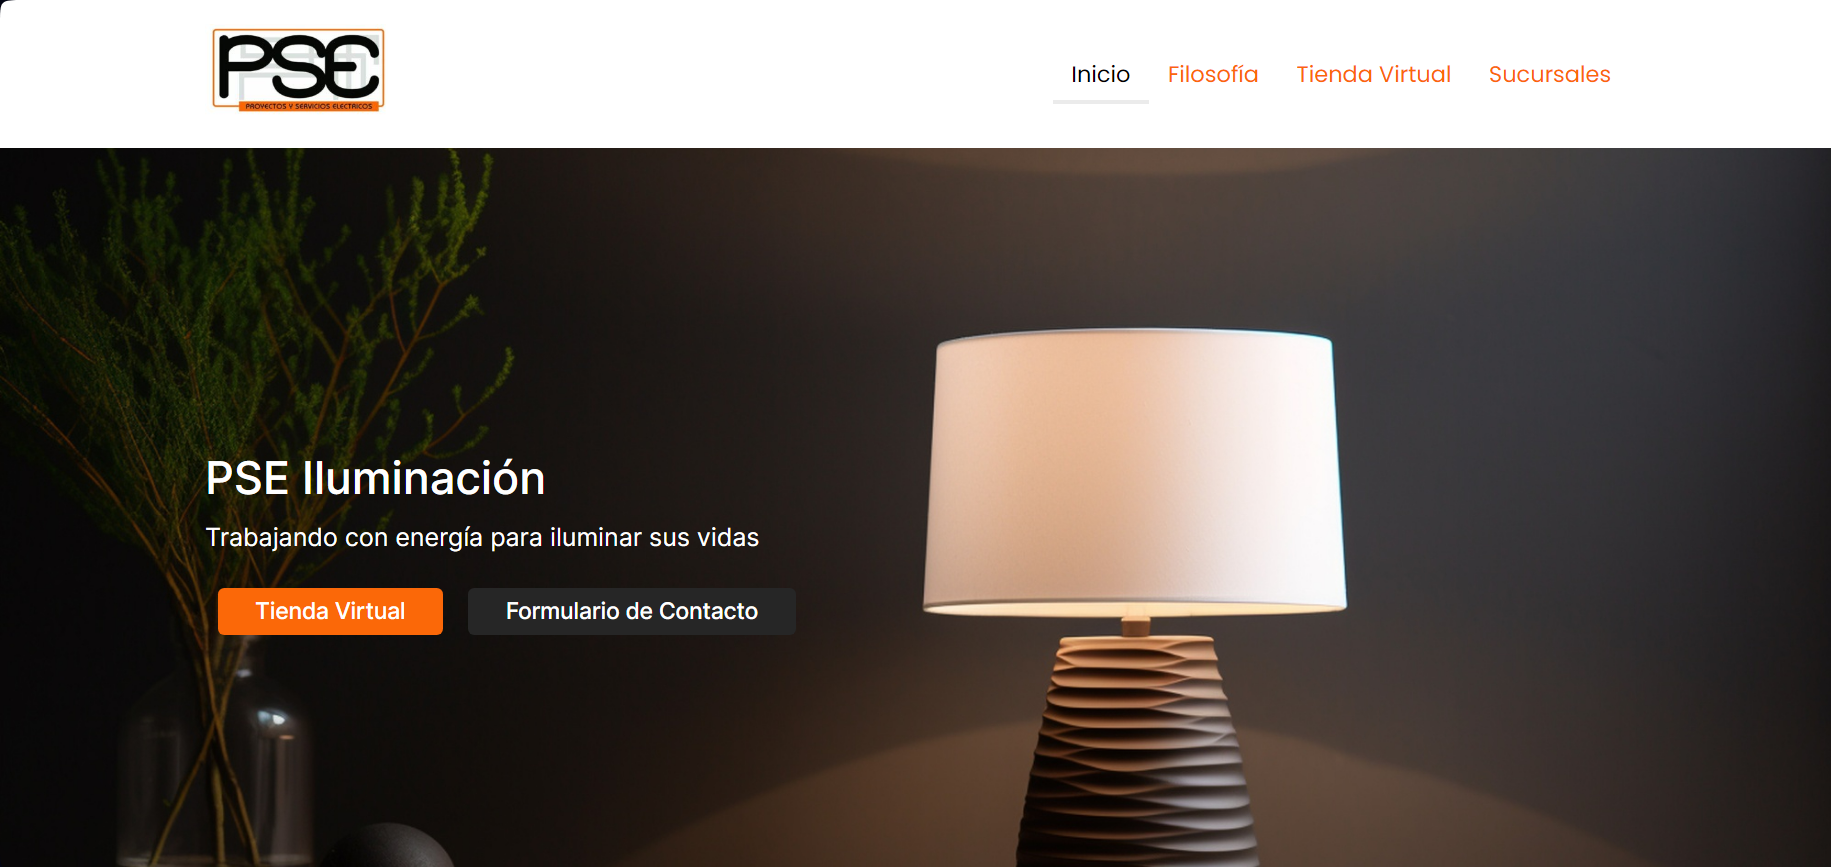 PSE
PROYECTOS Y SERVICIOS ELECTRICOS
Inicio
Filosofía
Tienda Virtual
Sucursales
PSE Iluminación
Trabajando con energía para iluminar sus vidas
Tienda Virtual
Formulario de Contacto